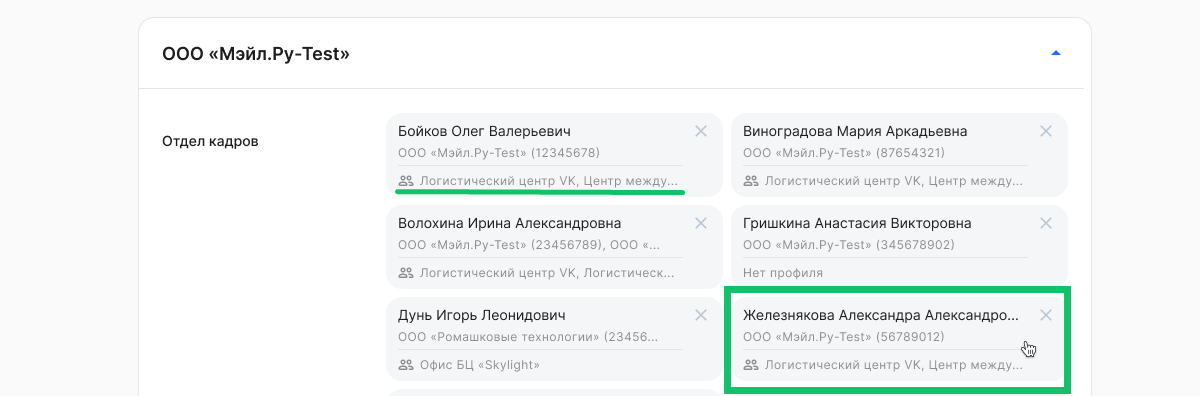 ООО «Мэйл.Ру-Test»
Отдел кадров
Бойков Олег Валерьевич
ООО «Мэйл.Ру-Test» (12345678)
Логистический центр VK, Центр между...
Виноградова Мария Аркадьевна
ООО «Мэйл.Ру-Test» (87654321)
Логистический центр VK, Центр между...
Волохина Ирина Александровна
ООО «Мэйл.Ру-Test» (23456789), ООО «...
Логистический центр VK, Логистическ...
Гришкина Анастасия Викторовна
ООО «Мэйл.Ру-Test» (345678902)
Нет профиля
Дунь Игорь Леонидович
ООО «Ромашковые технологии» (23456...
Офис БЦ «Skylight»
Железнякова Александра Александро...
ООО «Мэйл.Ру-Test» (56789012)
Логистический центр VK, Центр между...